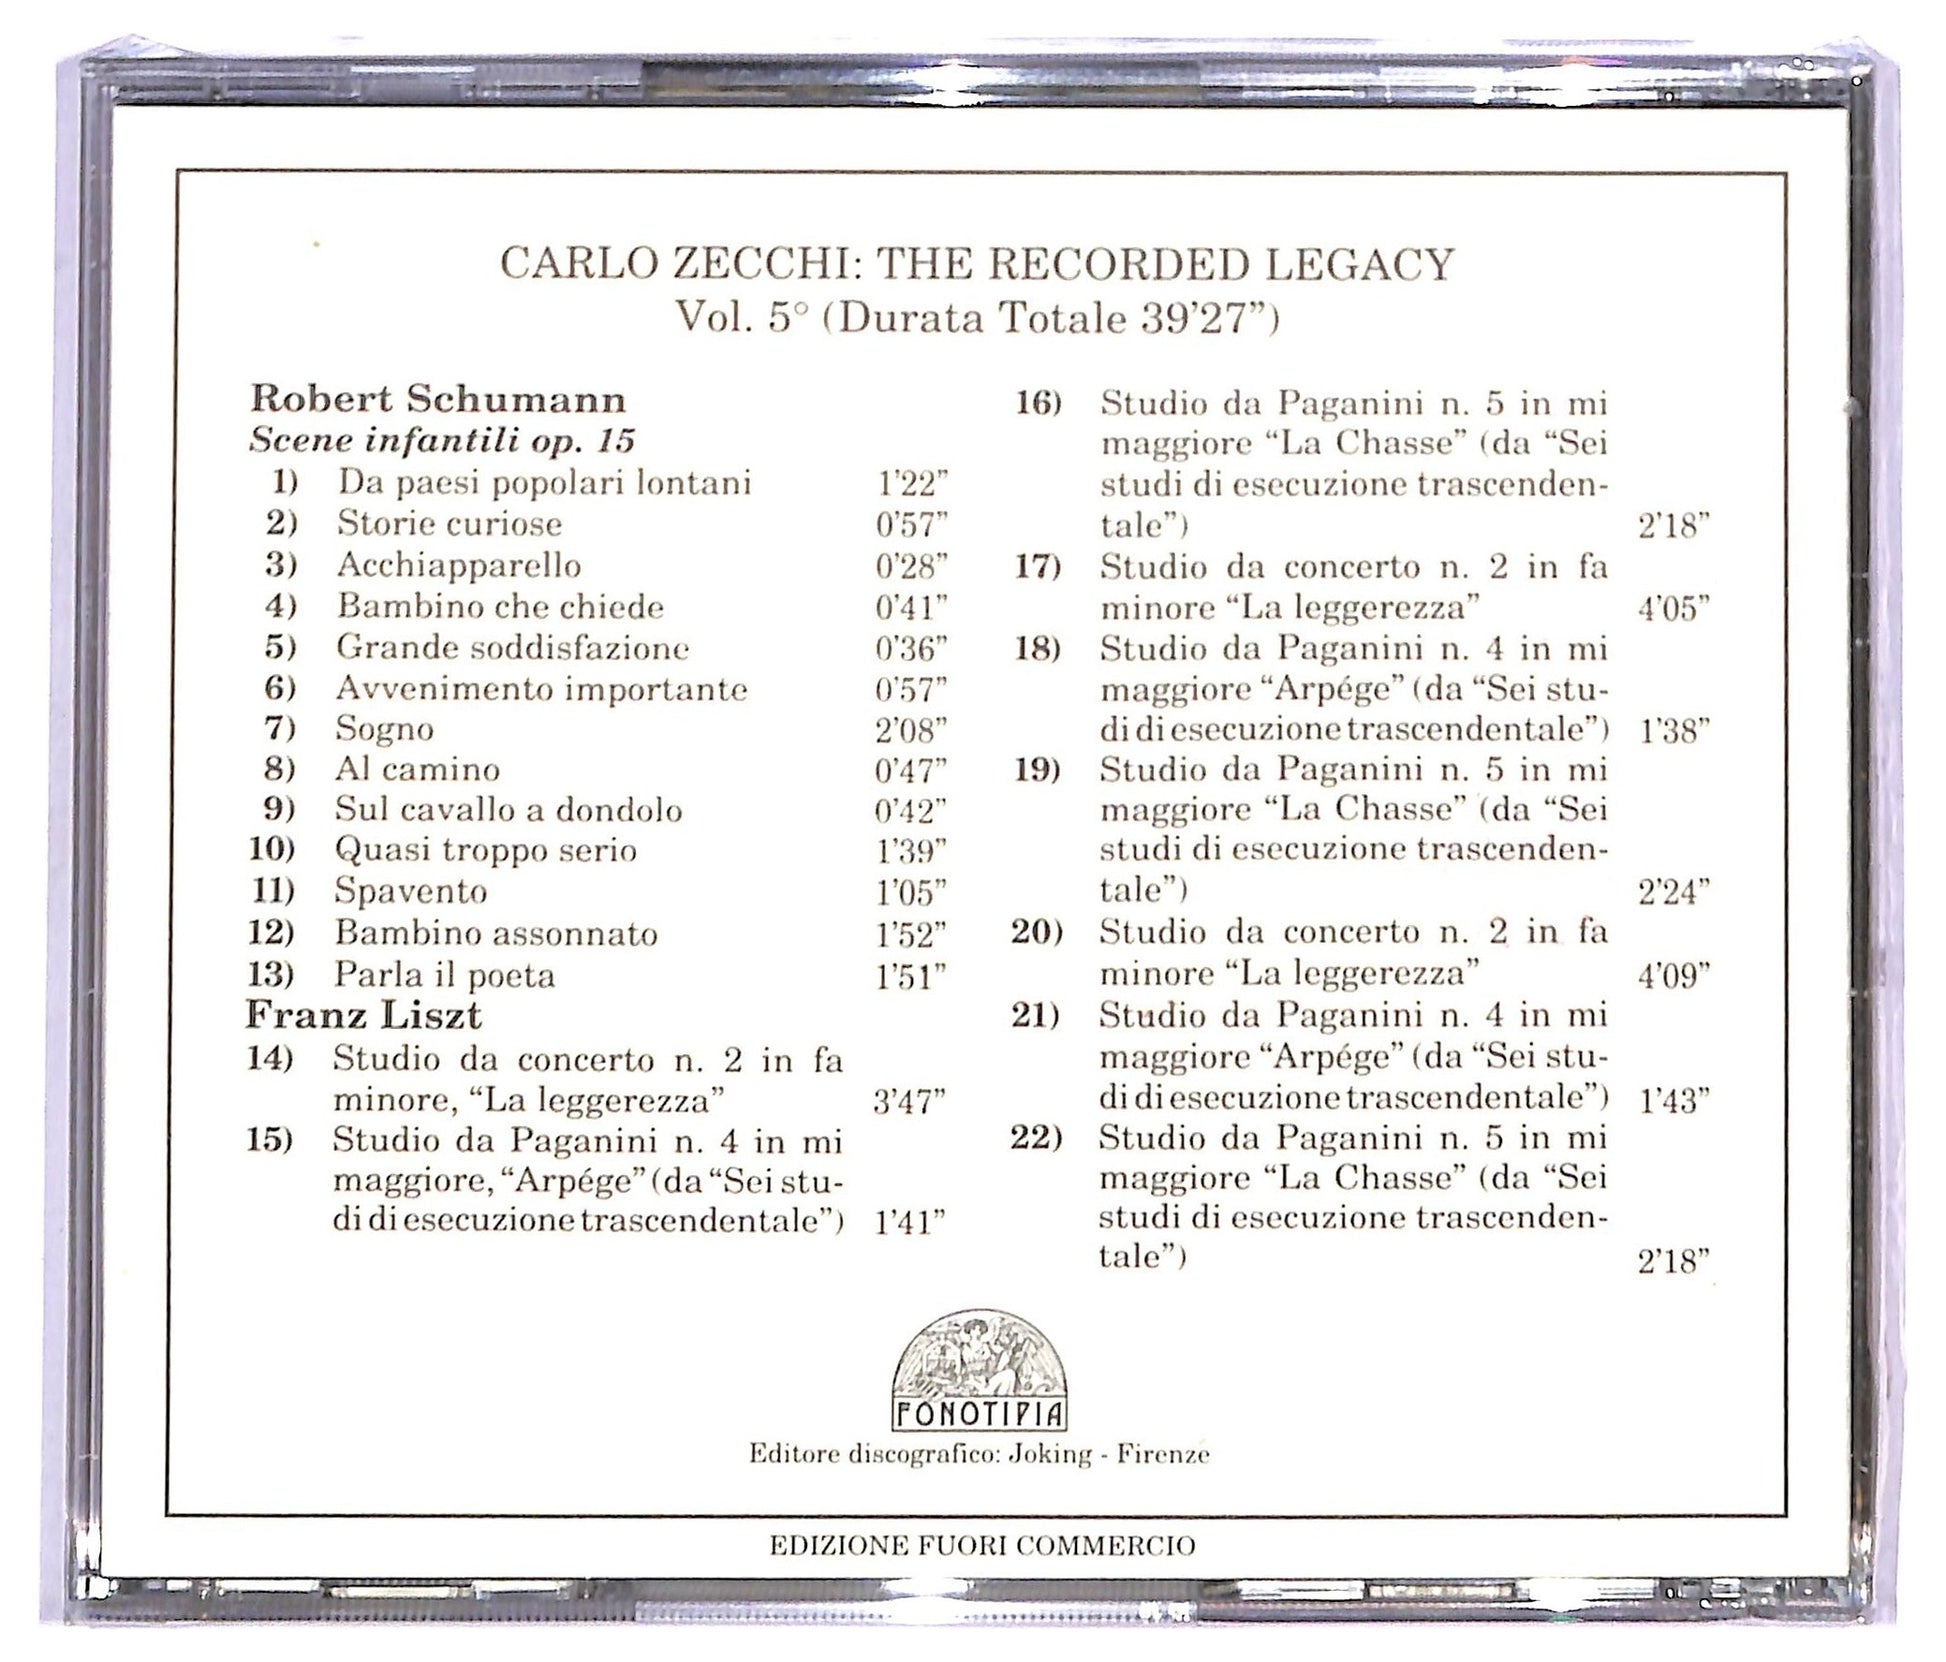 CARLO ZECCHI: THE RECORDED LEGACY
Vol. 5° (Durata Totale 39’27”)
Robert Schumann
Scene infantili op. 15
1) Da paesi popolari lontani 1’22”
2) Storie curiose 0’57”
3) Acchiapparello 0’28”
4) Bambino che chiede 0’41”
5) Grande soddisfazione 0’36”
6) Avvenimento importante 0’57”
7) Sogno 2’08”
8) Al camino 0’47”
9) Sul cavallo a dondolo 0’42”
10) Quasi troppo serio 1’39”
11) Spavento 1’05”
12) Bambino assonnato 1’52”
13) Parla il poeta 1’51”
Franz Liszt
14) Studio da concerto n. 2 in fa
minore, “La leggerezza” 3’47”
15) Studio da Paganini n. 4 in mi
maggiore, “Arpége” (da “Sei stu-
di di esecuzione trascendentale”) 1’41”
16) Studio da Paganini n. 5 in mi
maggiore “La Chasse” (da “Sei
studi di esecuzione trascenden-
tale”) 2’18”
17) Studio da concerto n. 2 in fa
minore “La leggerezza” 4’05”
18) Studio da Paganini n. 4 in mi
maggiore “Arpége” (da “Sei stu-
di di esecuzione trascendentale”) 1’38”
19) Studio da Paganini n. 5 in mi
maggiore “La Chasse” (da “Sei
studi di esecuzione trascenden-
tale”) 2’24”
20) Studio da concerto n. 2 in fa
minore “La leggerezza” 4’09”
21) Studio da Paganini n. 4 in mi
maggiore “Arpége” (da “Sei stu-
di di esecuzione trascendentale”) 1’43”
22) Studio da Paganini n. 5 in mi
maggiore “La Chasse” (da “Sei
studi di esecuzione trascenden-
tale”) 2’18”
FONOTIPIA
Editore discografico: Joking - Firenze
EDIZIONE FUORI COMMERCIO